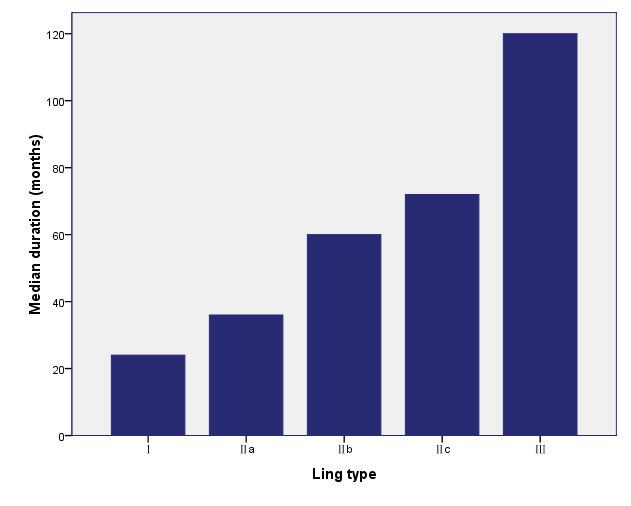 Median duration (months)
120
100
80
60
40
20
0
I
IIa
IIb
IIc
III
Ling type